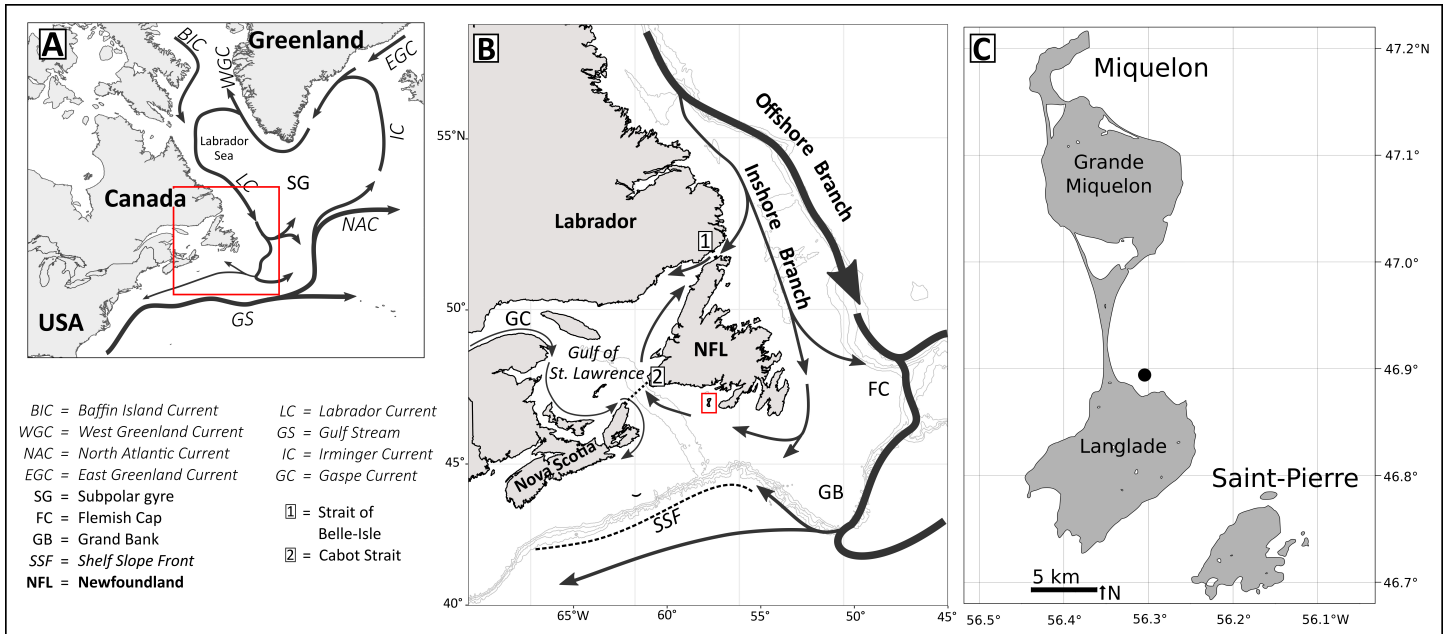 A
BIC
WGC
Greenland
EGC
Labrador
Sea
IC
LC
SG
Canada
NAC
USA
GS
BIC = Baffin Island Current
WGC = West Greenland Current
NAC = North Atlantic Current
EGC = East Greenland Current
SG = Subpolar gyre
FC = Flemish Cap
GB = Grand Bank
SSF = Shelf Slope Front
NFL = Newfoundland
LC = Labrador Current
GS = Gulf Stream
IC = Irminger Current
GC = Gaspe Current
1 = Strait of
Belle-Isle
2 = Cabot Strait
B
Offshore Branch
Inshore Branch
55°N
Labrador
1
50°
GC
Gulf of
St. Lawrence
NFL
2
FC
45°
Nova Scotia
GB
SSF
40°
65°W
60°
55°
50°
45°
C
Miquelon
47.2°N
Grande
Miquelon
47.1°
47.0°
46.9°
Langlade
Saint-Pierre
46.8°
5 km
N
46.7°
56.5°
56.4°
56.3°
56.2°
56.1°W